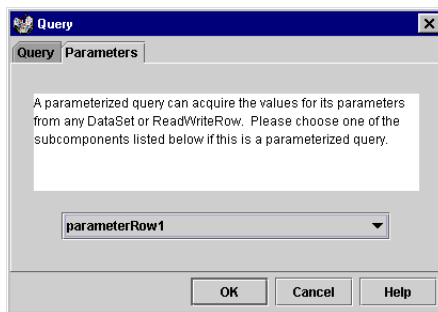 Query
Query Parameters
A parameterized query can acquire the values for its parameters
from any DataSet or ReadWriteRow. Please choose one of the
subcomponents listed below if this is a parameterized query.
parameterRow1
OK Cancel Help